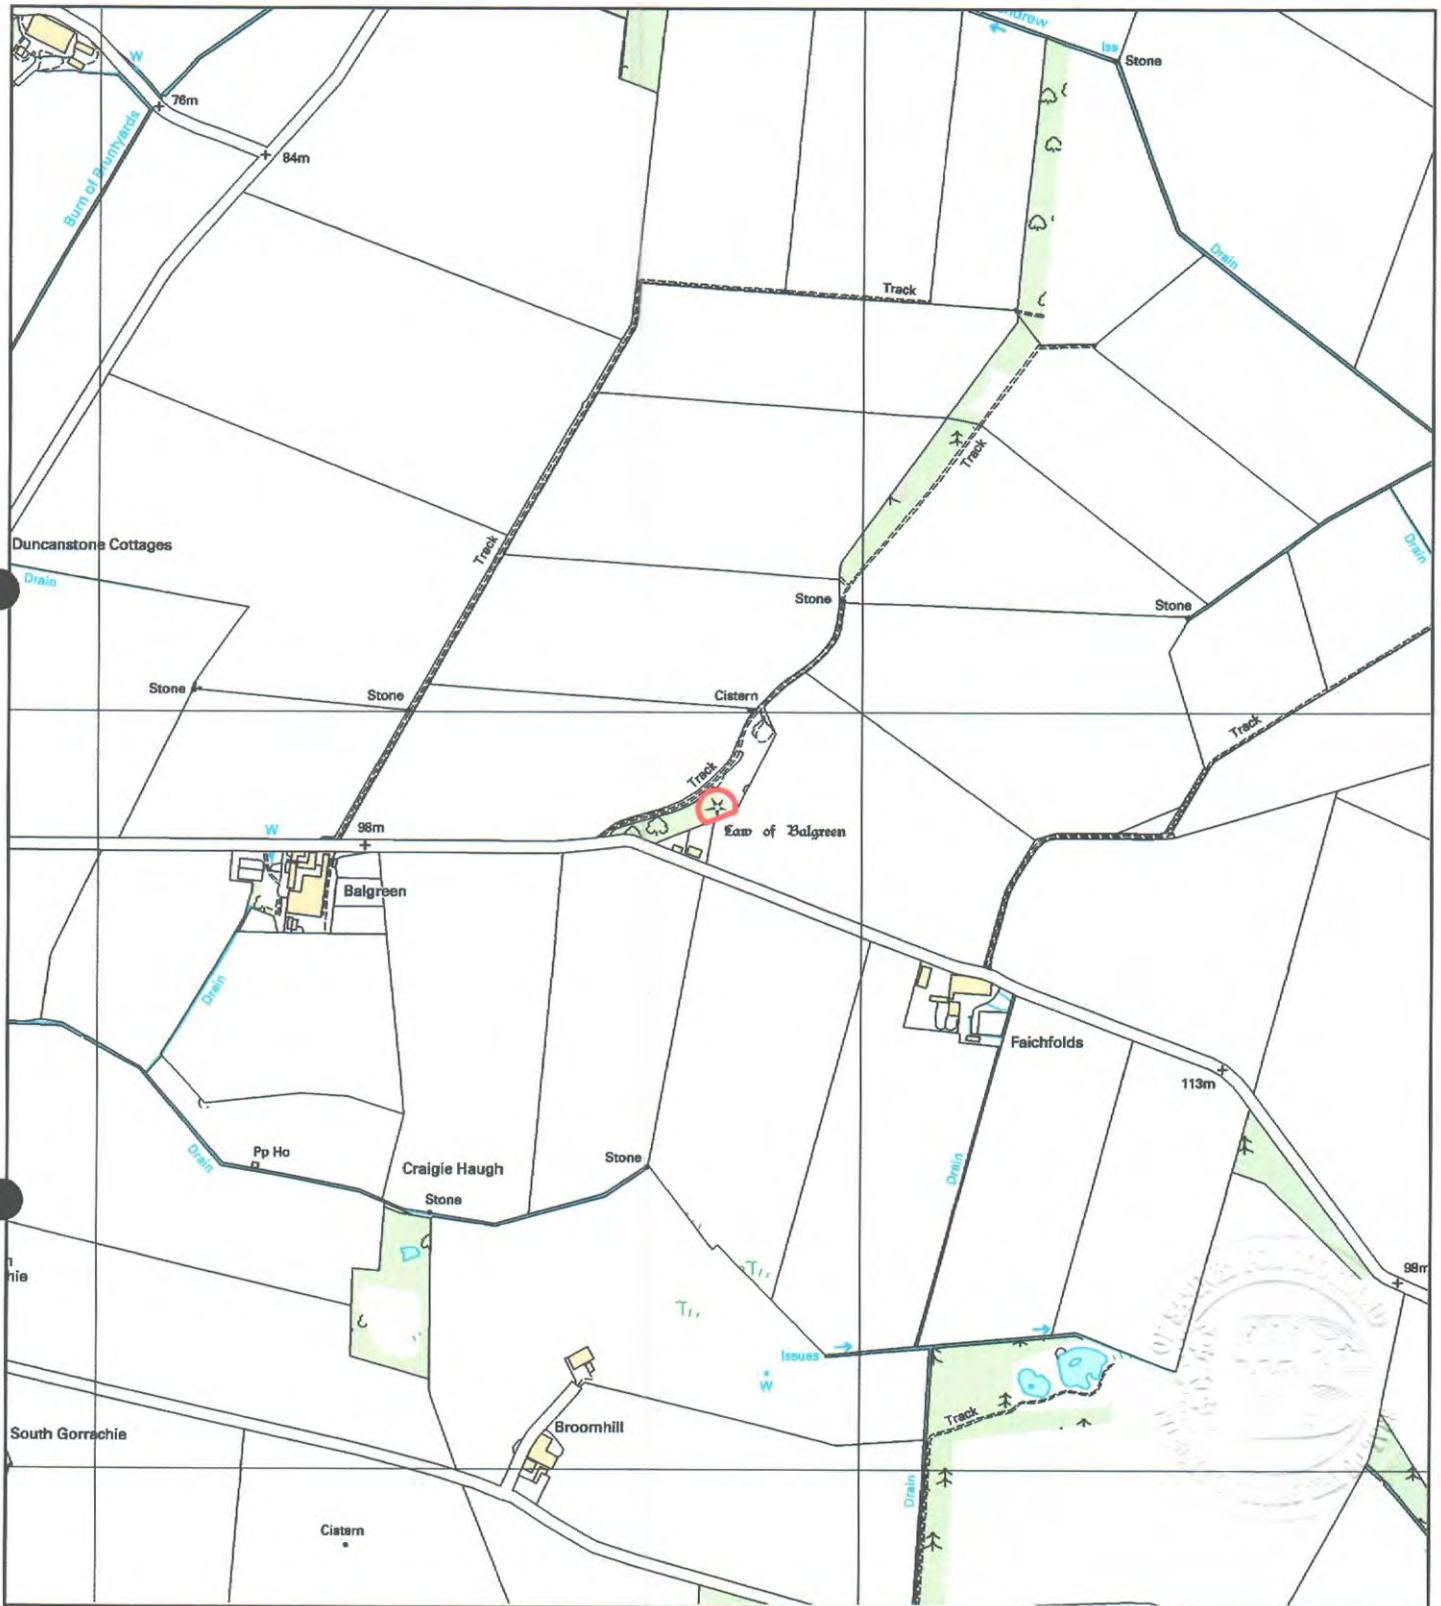 Iss
Stone
W
76m
Burn of Bruntyards
84m
Drain
Track
Track
Track
Duncanstone Cottages
Drain
Drain
Stone
Stone
Stone
Stone
Cistern
Track
Track
98m
W
Law of Balgreen
Balgreen
Drain
Faichfolds
113m
Drain
Pp Ho
Craigie Haugh
Stone
Stone
Drain
98m
Issues
W
Track
South Gorrachie
Broomhill
Drain
Cistern